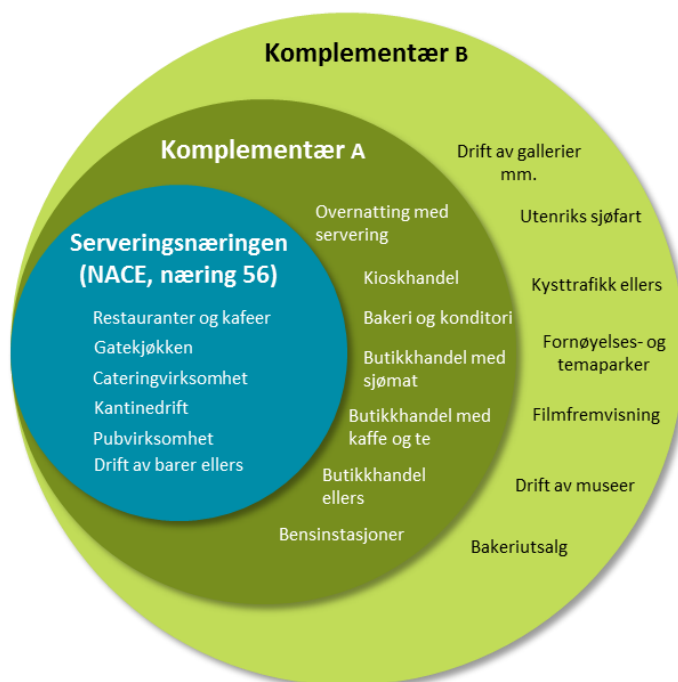 Komplementær B
Komplementær A
Serveringsnæringen
(NACE, næring 56)
Restauranter og kafeer
Gatekjøkken
Cateringvirksomhet
Kantinedrift
Pubvirksomhet
Drift av barer ellers
Overnatting med
servering
Kioskhandel
Bakeri og konditori
Butikkhandel med
sjømat
Butikkhandel med
kaffe og te
Butikkhandel
ellers
Bensinstasjoner
Drift av gallerier
mm.
Utenriks sjøfart
Kysttrafikk ellers
Fornøyelses- og
temaparker
Filmfremvisning
Drift av museer
Bakeriutsalg